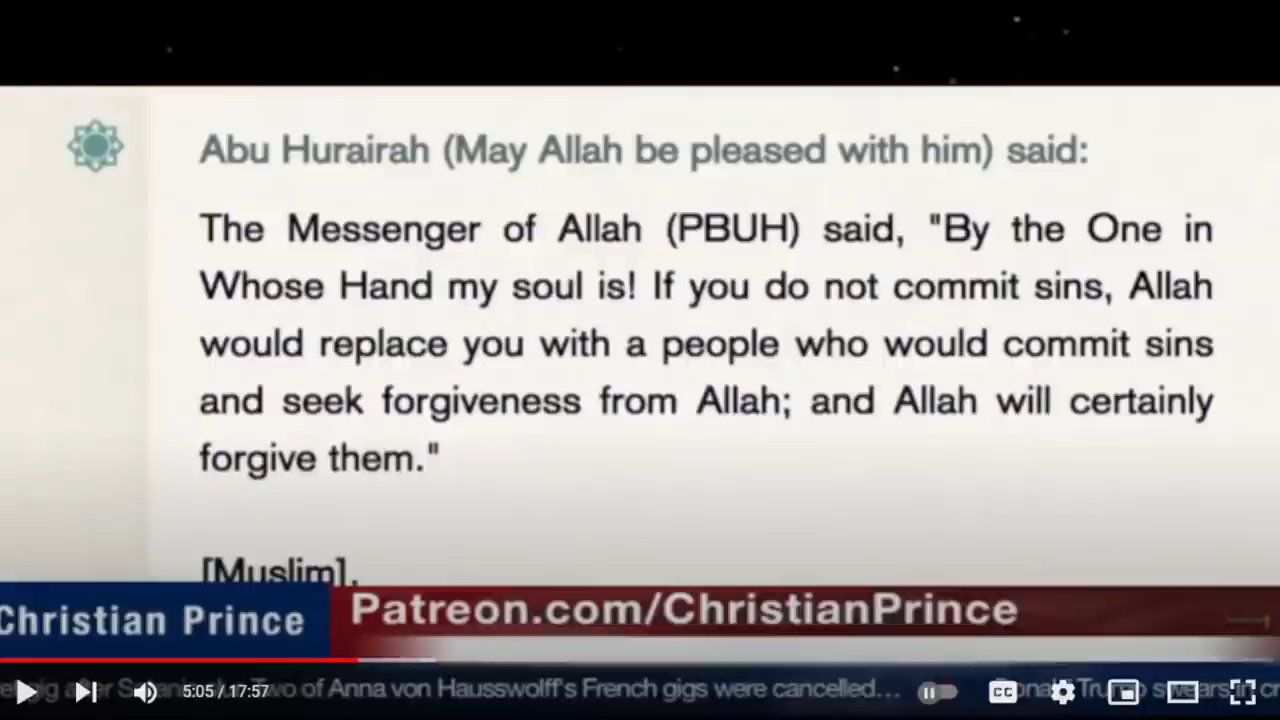 Abu Hurairah (May Allah be pleased with him) said:
The Messenger of Allah (PBUH) said, "By the One in
Whose Hand my soul is! If you do not commit sins, Allah
would replace you with a people who would commit sins
and seek forgiveness from Allah; and Allah will certainly
forgive them."
[Muslim].
Christian Prince
Patreon.com/ChristianPrince
5:05 / 17:57
Two of Anna von Hausswolff's French gigs were cancelled...
CC